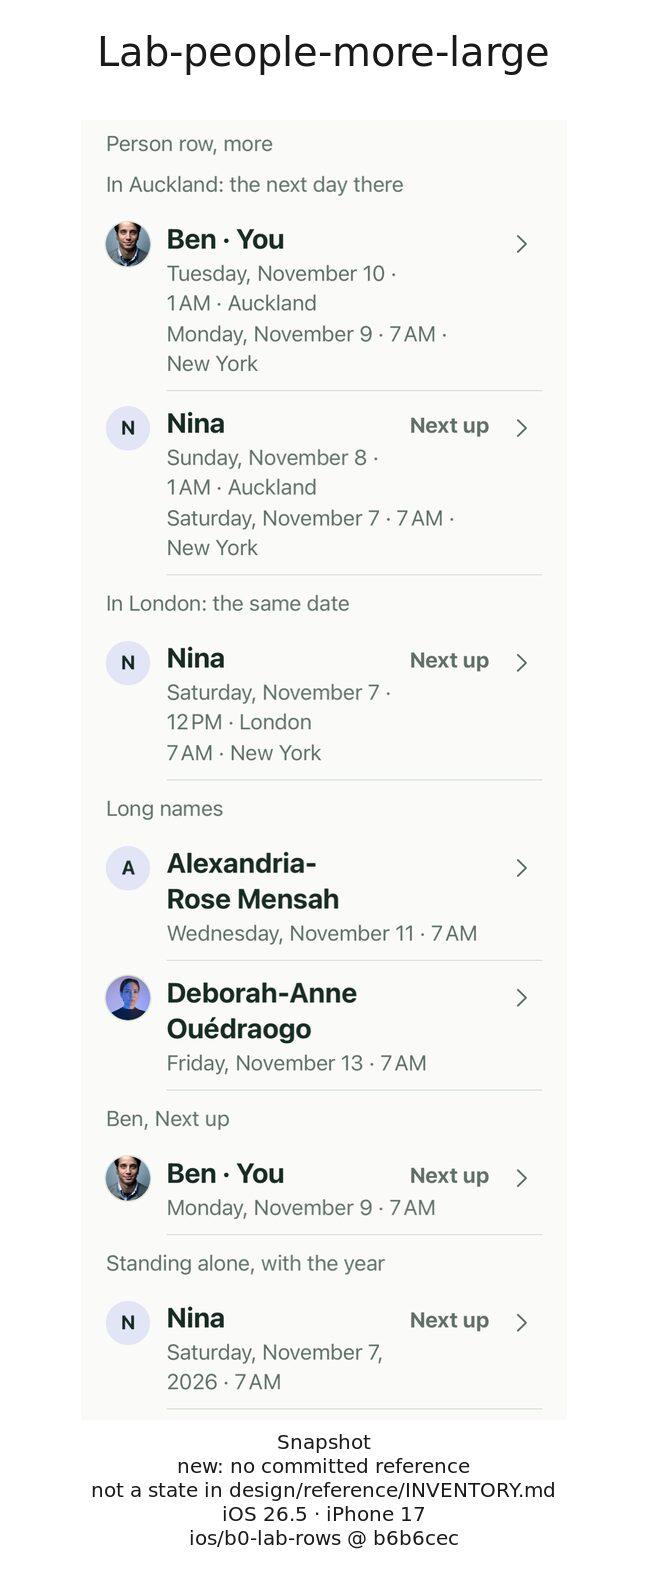 Lab-people-more-large
Person row, more
In Auckland: the next day there
Ben · You
Tuesday, November 10 ·
1 AM · Auckland
Monday, November 9 · 7 AM ·
New York
N
Nina
Next up
Sunday, November 8 ·
1 AM · Auckland
Saturday, November 7 · 7 AM ·
New York
In London: the same date
N
Nina
Next up
Saturday, November 7 ·
12 PM · London
7 AM · New York
Long names
A
Alexandria-
Rose Mensah
Wednesday, November 11 · 7 AM
Deborah-Anne
Ouédraogo
Friday, November 13 · 7 AM
Ben, Next up
Ben · You
Next up
Monday, November 9 · 7 AM
Standing alone, with the year
N
Nina
Next up
Saturday, November 7,
2026 · 7 AM
Snapshot
new: no committed reference
not a state in design/reference/INVENTORY.md
iOS 26.5 · iPhone 17
ios/b0-lab-rows @ b6b6cec